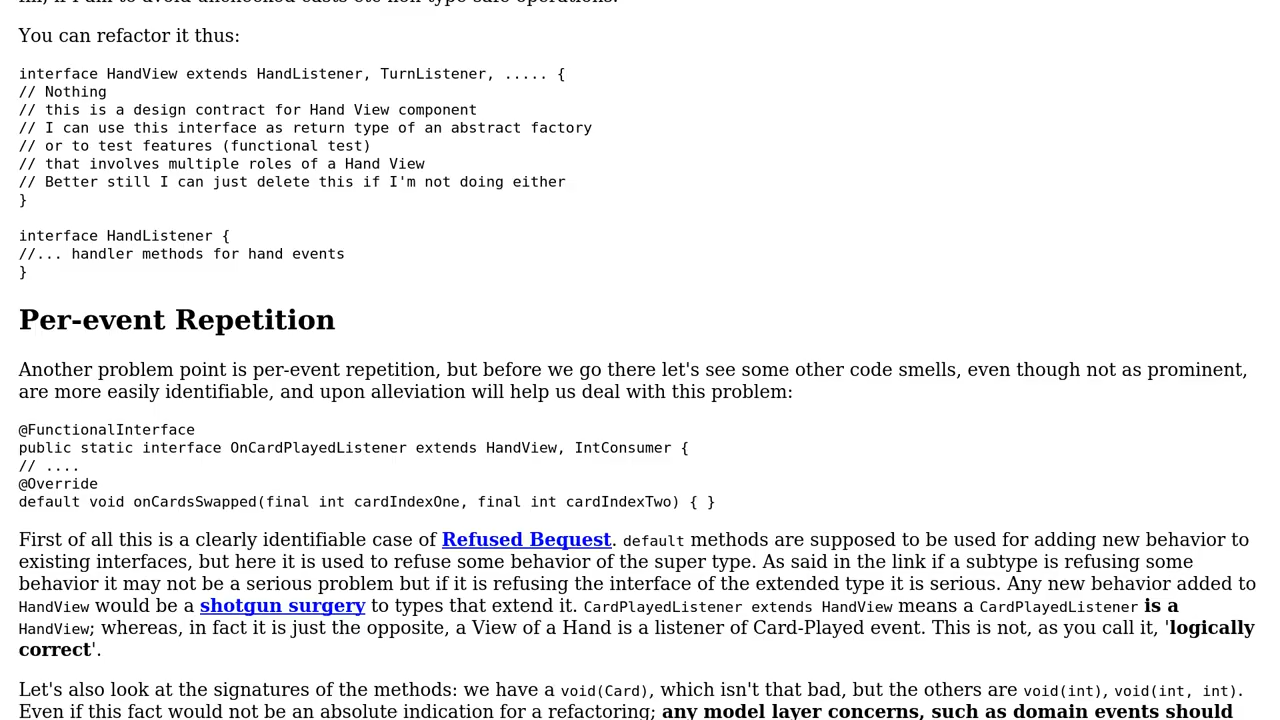 You can refactor it thus:
interface HandView extends HandListener, TurnListener, ..... {
// Nothing
// this is a design contract for Hand View component
// I can use this interface as return type of an abstract factory
// or to test features (functional test)
// that involves multiple roles of a Hand View
// Better still I can just delete this if I'm not doing either
}
interface HandListener {
//... handler methods for hand events
}
Per-event Repetition
Another problem point is per-event repetition, but before we go there let's see some other code smells, even though not as prominent,
are more easily identifiable, and upon alleviation will help us deal with this problem:
@FunctionalInterface
public static interface OnCardPlayedListener extends HandView, IntConsumer {
// ....
@Override
default void onCardsSwapped(final int cardIndexOne, final int cardIndexTwo) { }
First of all this is a clearly identifiable case of Refused Bequest. default methods are supposed to be used for adding new behavior to
existing interfaces, but here it is used to refuse some behavior of the super type. As said in the link if a subtype is refusing some
behavior it may not be a serious problem but if it is refusing the interface of the extended type it is serious. Any new behavior added to
HandView would be a shotgun surgery to types that extend it. CardPlayedListener extends HandView means a CardPlayedListener is a
HandView; whereas, in fact it is just the opposite, a View of a Hand is a listener of Card-Played event. This is not, as you call it, 'logically
correct'.
Let's also look at the signatures of the methods: we have a void(Card), which isn't that bad, but the others are void(int), void(int, int).
Even if this fact would not be an absolute indication for a refactoring; any model layer concerns, such as domain events should